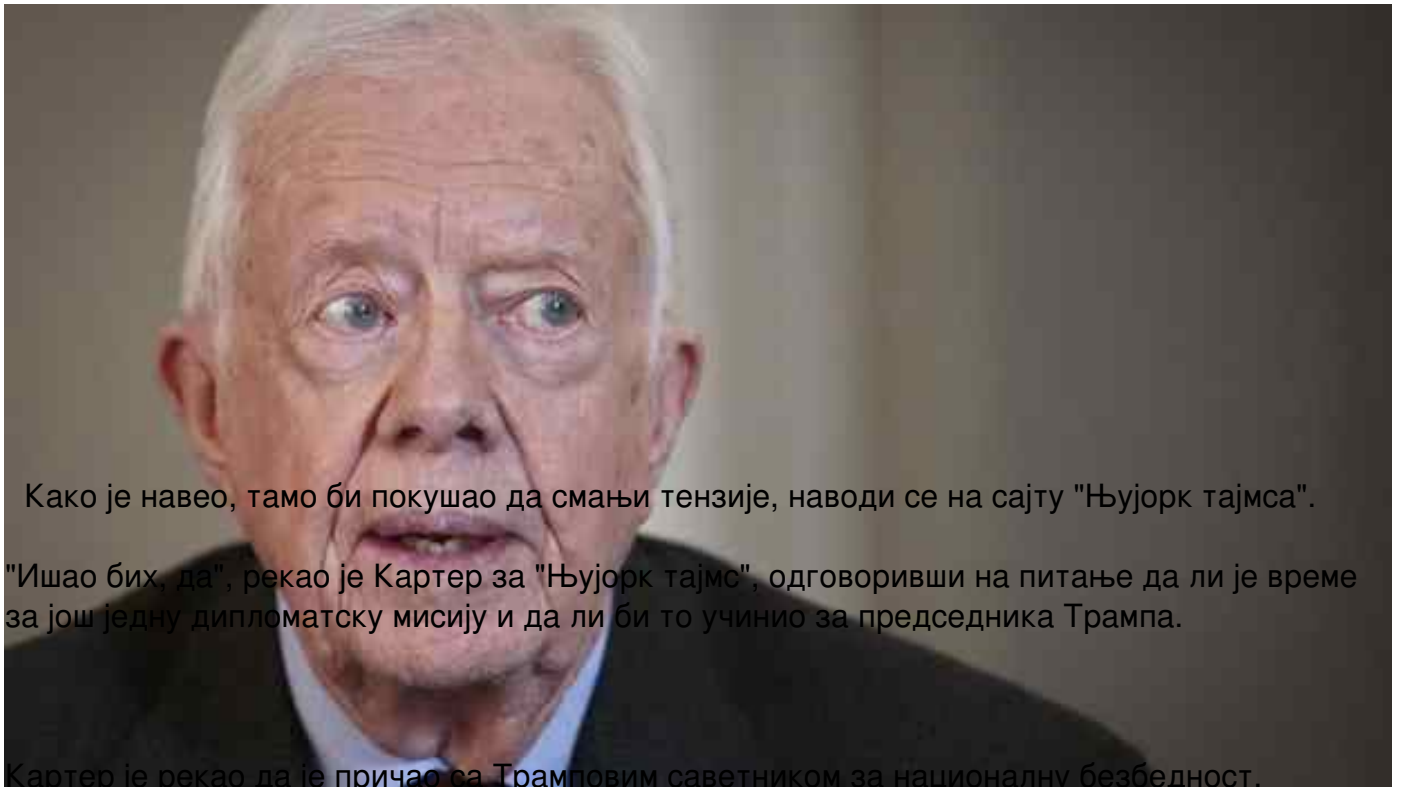 Како је навео, тамо би покушао да смањи тензије, наводи се на сајту "Њујорк тајмса".
"Ишао бих, да", рекао је Картер за "Њујорк тајмс", одговоривши на питање да ли је време
за још једну дипломатску мисију и да ли би то учинио за председника Трампа.
Картер је рекао да је причао са Трамповим саветником за националну безбедност,